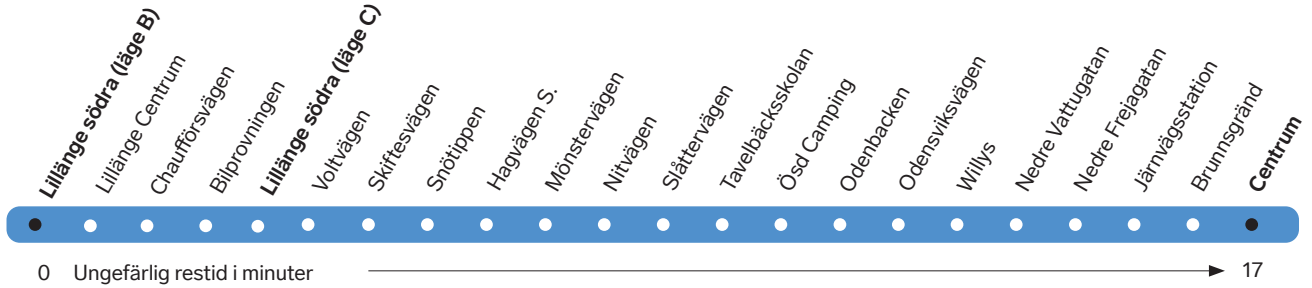 Lillänge södra (läge B)
Lillänge Centrum
Chaufförsvägen
Bilprovningen
Lillänge södra (läge C)
Voltvägen
Skiftesvägen
Snötippen
Hagvägen S.
Mönstervägen
Nitvägen
Slåttervägen
Tavelbäcksskolan
Ösd Camping
Odenbacken
Odensviksvägen
Willys
Nedre Vattugatan
Nedre Frejagatan
Järnvägsstation
Brunnsgränd
Centrum
0 Ungefärlig restid i minuter 17